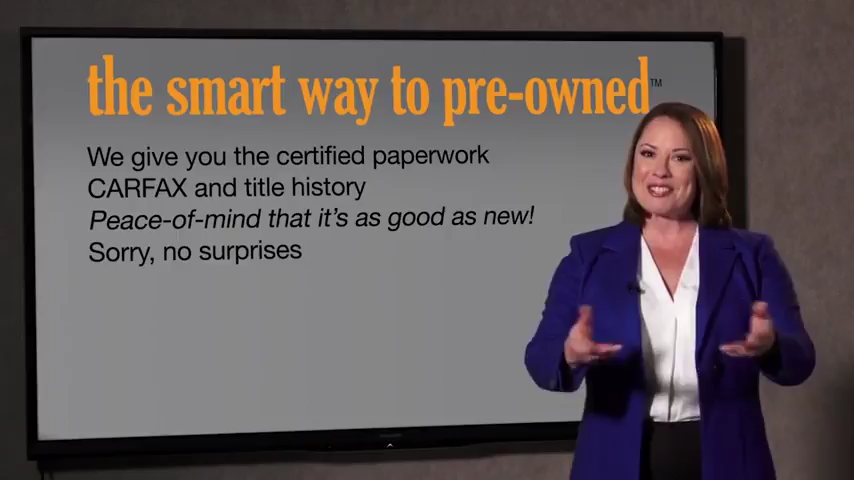 the smart way to pre-owned™
We give you the certified paperwork
CARFAX and title history
Peace-of-mind that it's as good as new!
Sorry, no surprises